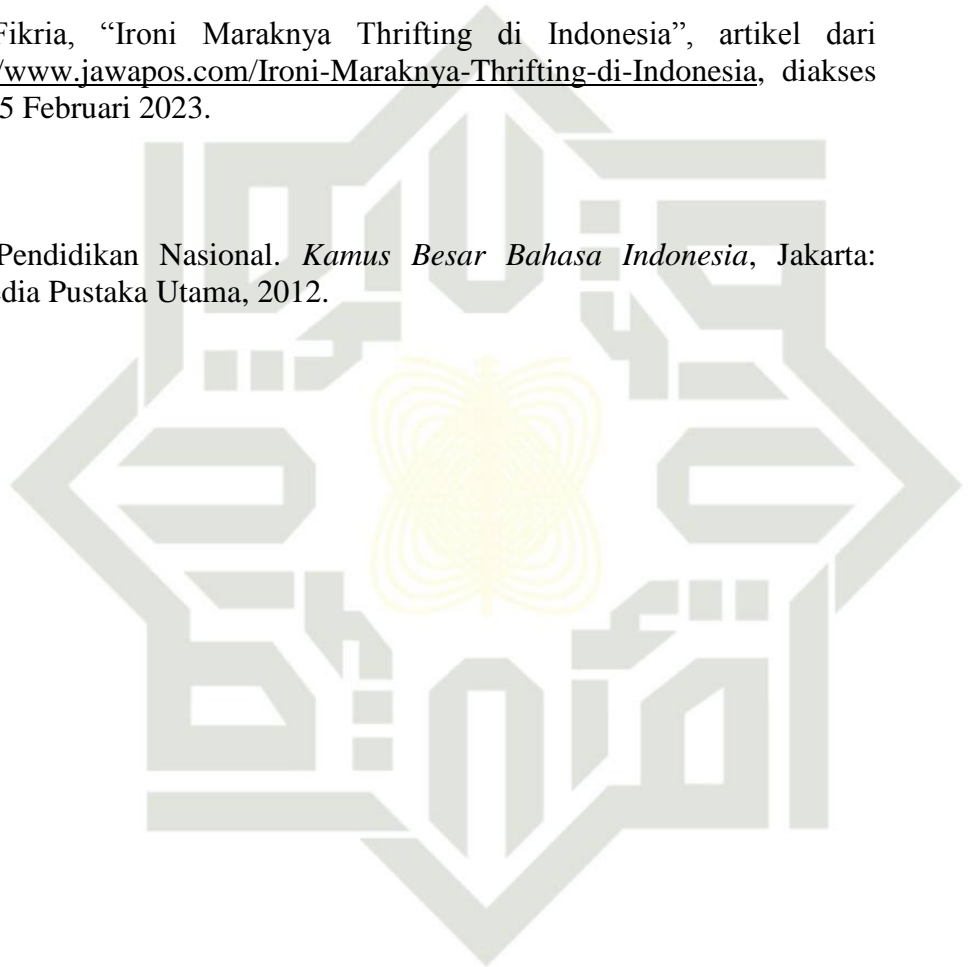 Fikria, “Ironi Maraknya Thrifting di Indonesia”, artikel dari
/www.jawapos.com/Ironi-Maraknya-Thrifting-di-Indonesia, diakses
5 Februari 2023.
Pendidikan Nasional. Kamus Besar Bahasa Indonesia, Jakarta:
edia Pustaka Utama, 2012.